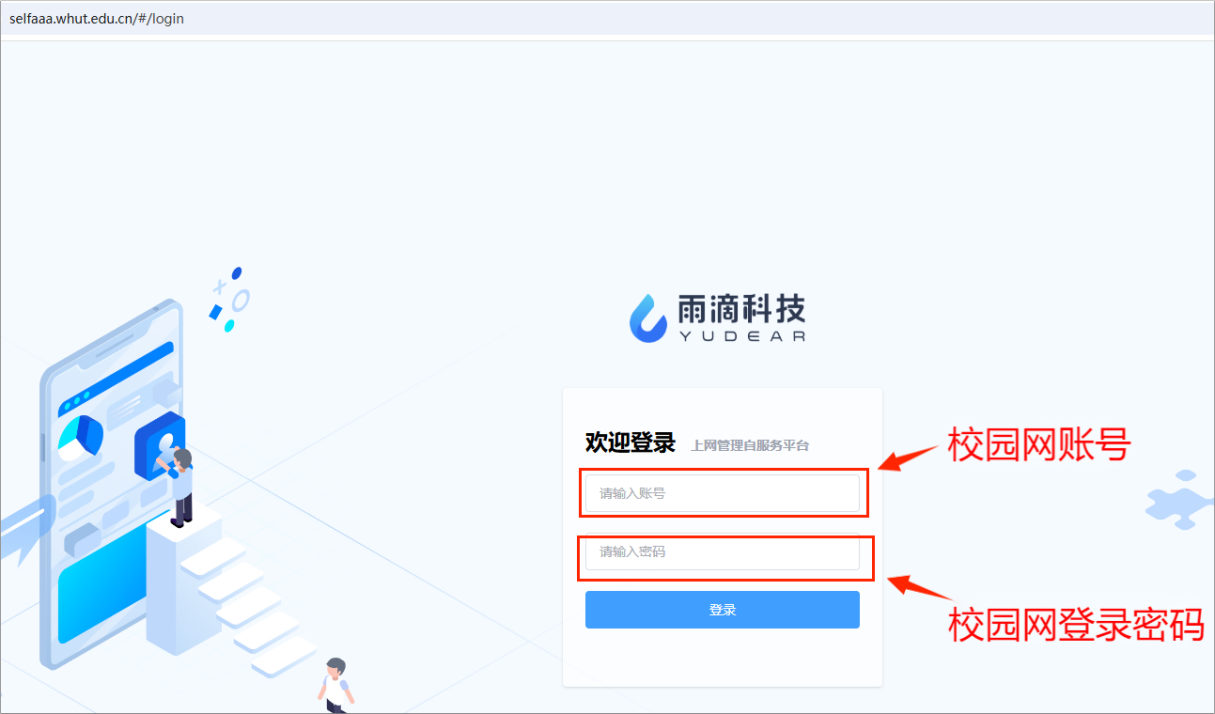 selfaaa.whut.edu.cn/#/login
雨滴科技
YUDEAR
欢迎登录 上网管理自服务平台
校园网账号
请输入账号
请输入密码
登录
校园网登录密码